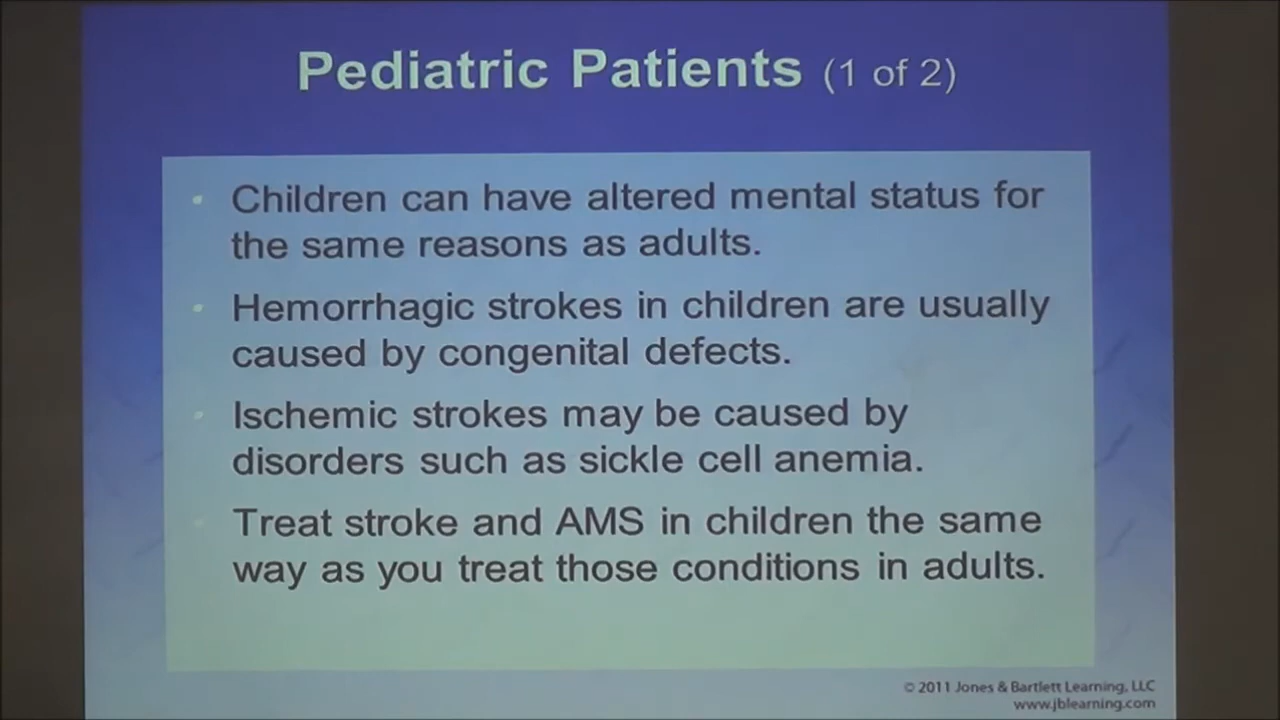 Pediatric Patients (1 of 2)
• Children can have altered mental status for
the same reasons as adults.
• Hemorrhagic strokes in children are usually
caused by congenital defects.
• Ischemic strokes may be caused by
disorders such as sickle cell anemia.
• Treat stroke and AMS in children the same
way as you treat those conditions in adults.
© 2011 Jones & Bartlett Learning, LLC
www.jblearning.com